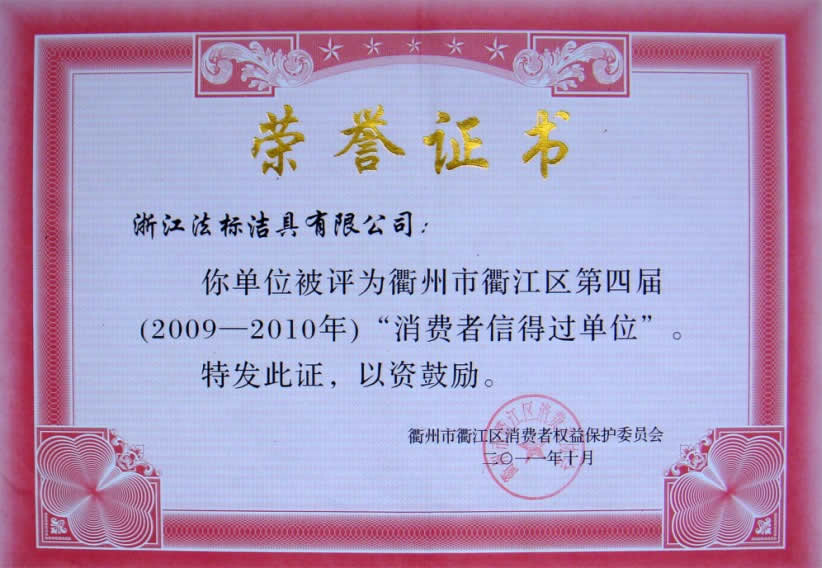 荣誉证书
浙江法标洁具有限公司：
你单位被评为衢州市衢江区第四届
(2009—2010年)“消费者信得过单位”。
特发此证，以资鼓励。
衢州市衢江区消费者权益保护委员会
二〇一一年十月